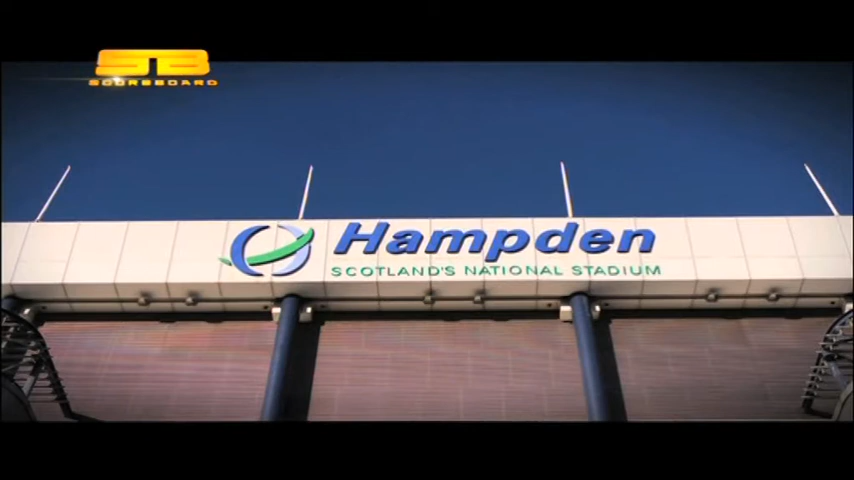 SB
SCOREBOARD
Hampden
SCOTLAND'S NATIONAL STADIUM